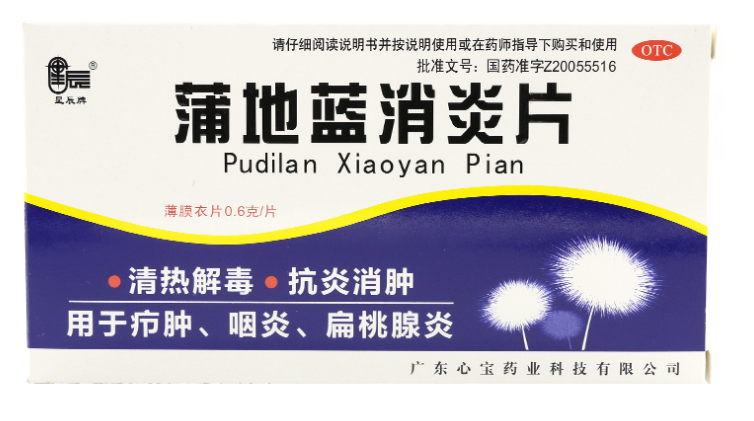 请仔细阅读说明书并按说明使用或在药师指导下购买和使用
OTC
批准文号：国药准字Z20055516
®
星辰牌
蒲地蓝消炎片
Pudilan Xiaoyan Pian
薄膜衣片0.6克/片
•清热解毒•抗炎消肿
用于疖肿、咽炎、扁桃腺炎
广东心宝药业科技有限公司